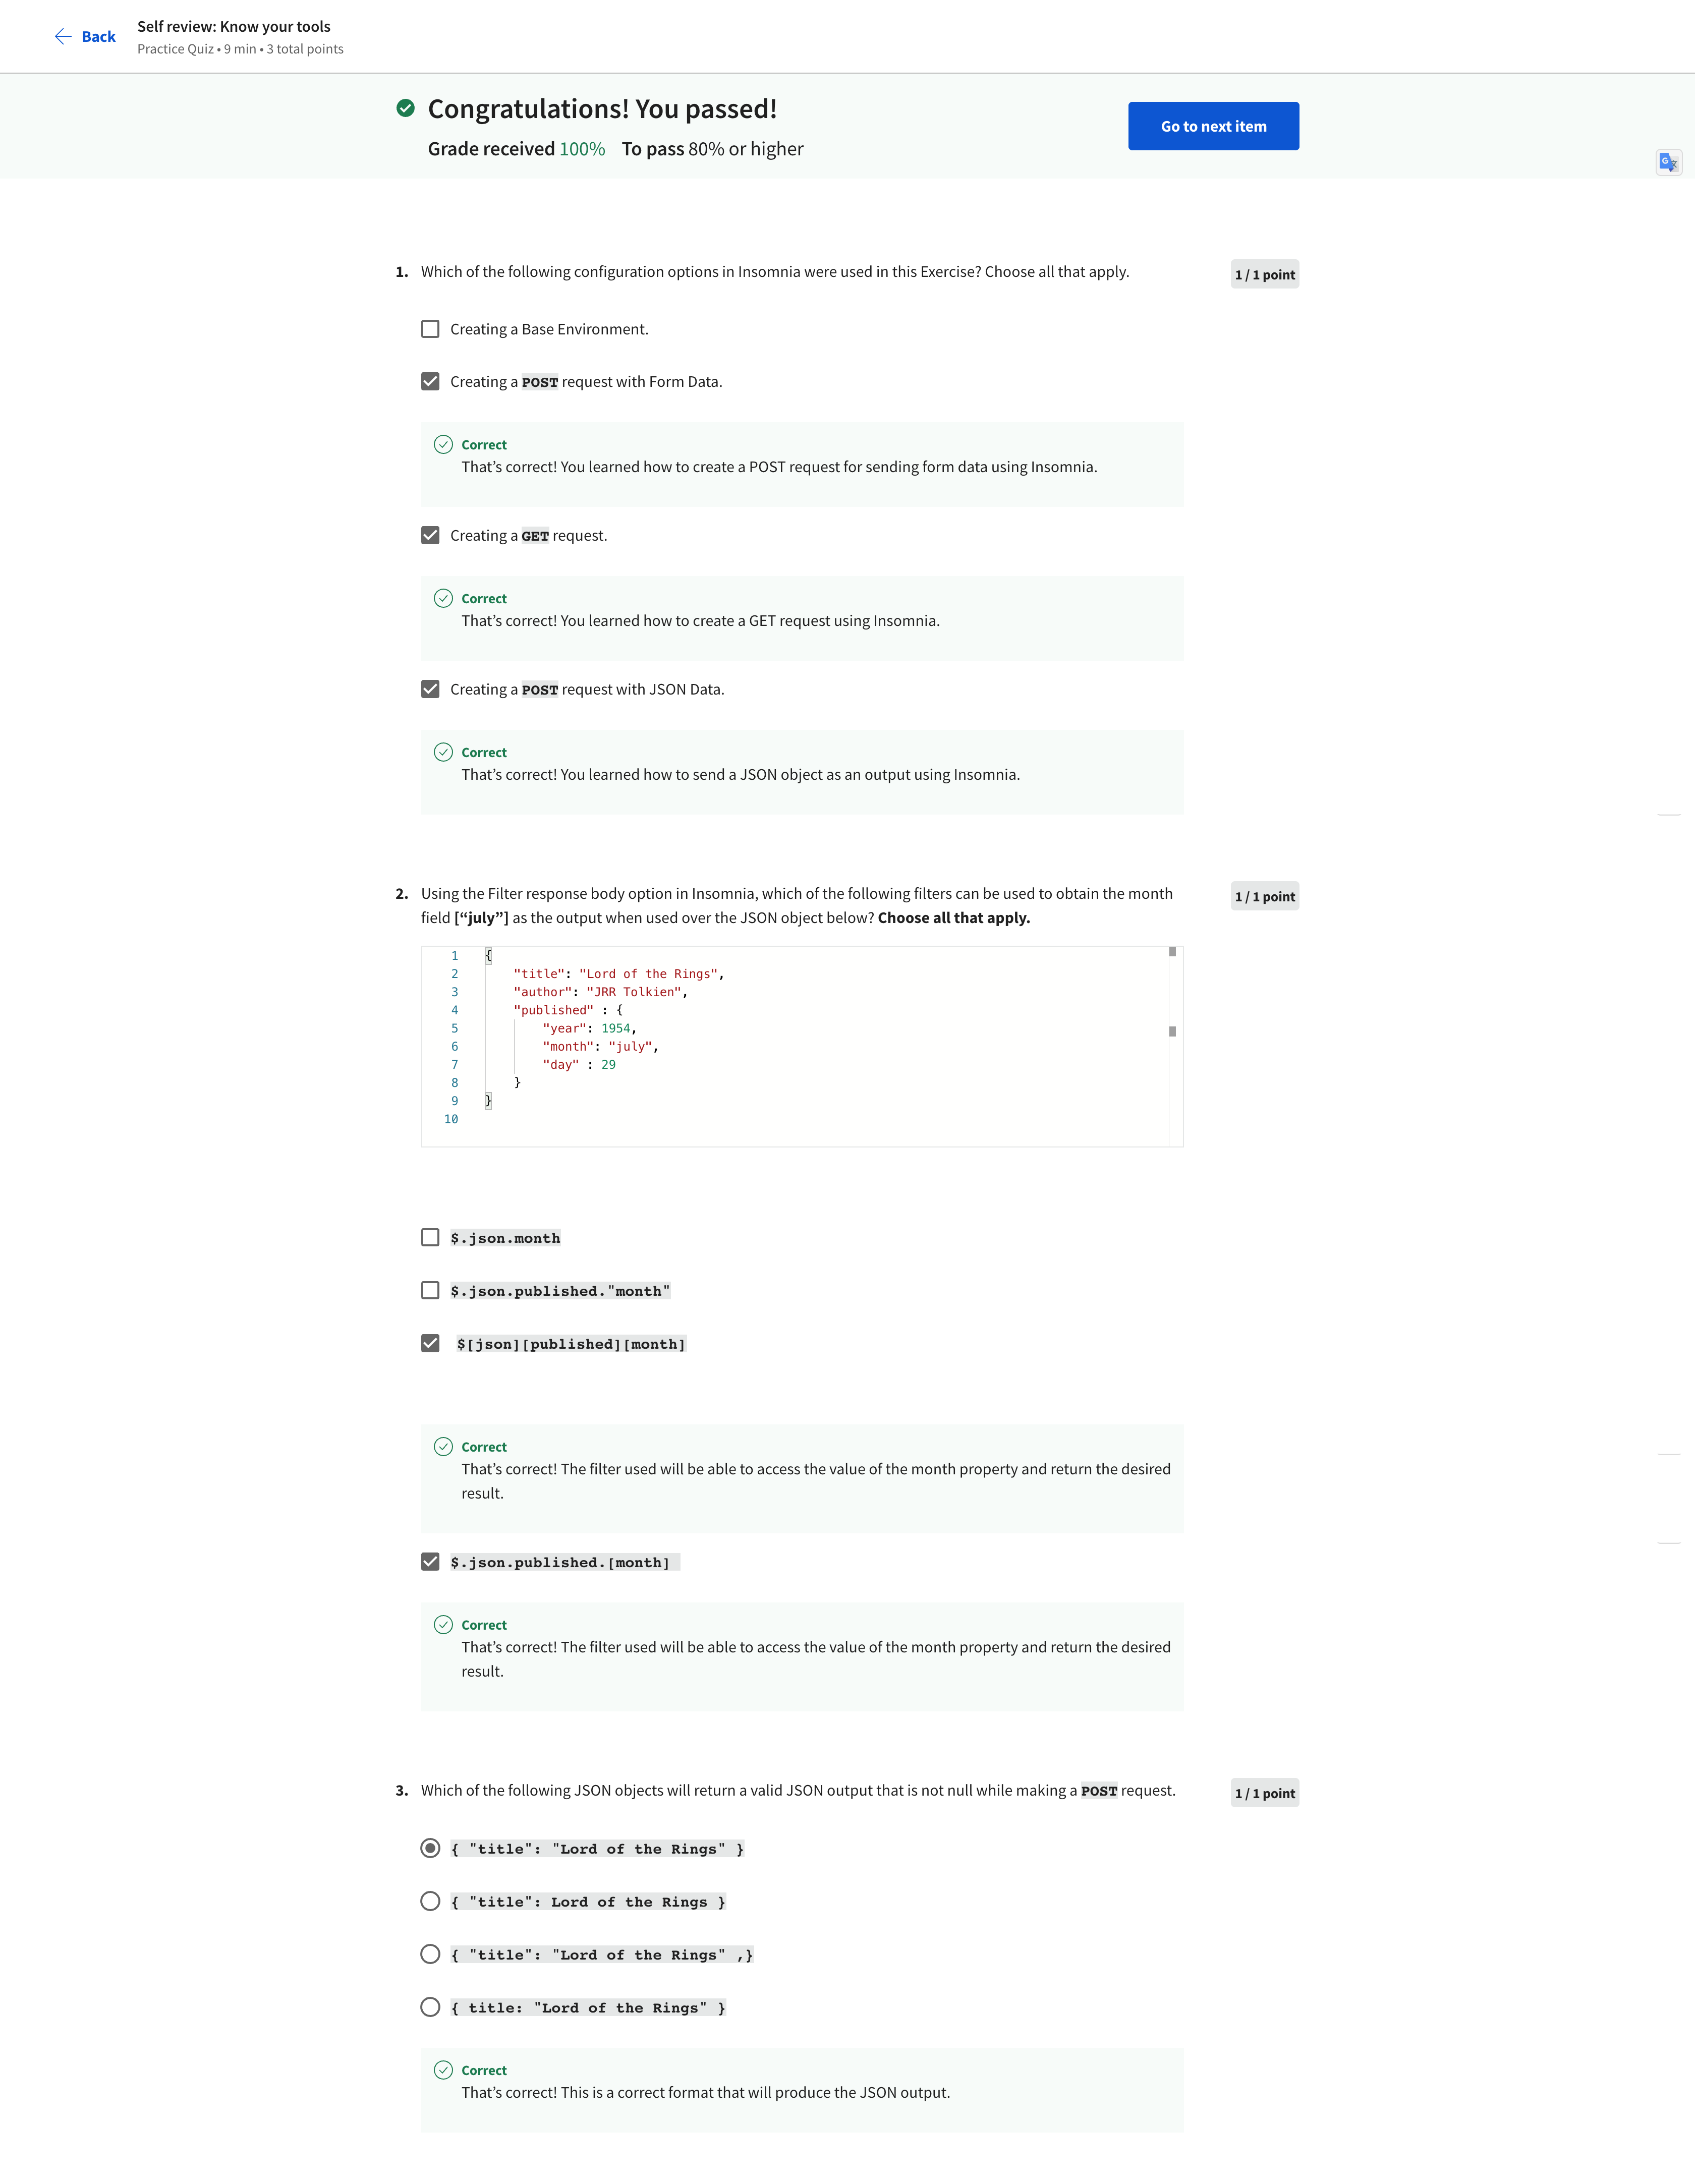 Back
Self review: Know your tools
Practice Quiz • 9 min • 3 total points
Congratulations! You passed!
Grade received 100% To pass 80% or higher
Go to next item
1. Which of the following configuration options in Insomnia were used in this Exercise? Choose all that apply.
1 / 1 point
Creating a Base Environment.
Creating a POST request with Form Data.
Correct
That’s correct! You learned how to create a POST request for sending form data using Insomnia.
Creating a GET request.
Correct
That’s correct! You learned how to create a GET request using Insomnia.
Creating a POST request with JSON Data.
Correct
That’s correct! You learned how to send a JSON object as an output using Insomnia.
2. Using the Filter response body option in Insomnia, which of the following filters can be used to obtain the month
field [“july”] as the output when used over the JSON object below? Choose all that apply.
1 / 1 point
1 {
2 "title": "Lord of the Rings",
3 "author": "JRR Tolkien",
4 "published" : {
5 "year": 1954,
6 "month": "july",
7 "day" : 29
8 }
9 }
10
$.json.month
$.json.published."month"
$[json][published][month]
Correct
That’s correct! The filter used will be able to access the value of the month property and return the desired
result.
$.json.published.[month]
Correct
That’s correct! The filter used will be able to access the value of the month property and return the desired
result.
3. Which of the following JSON objects will return a valid JSON output that is not null while making a POST request.
1 / 1 point
{ "title": "Lord of the Rings" }
{ "title": Lord of the Rings }
{ "title": "Lord of the Rings" ,}
{ title: "Lord of the Rings" }
Correct
That’s correct! This is a correct format that will produce the JSON output.